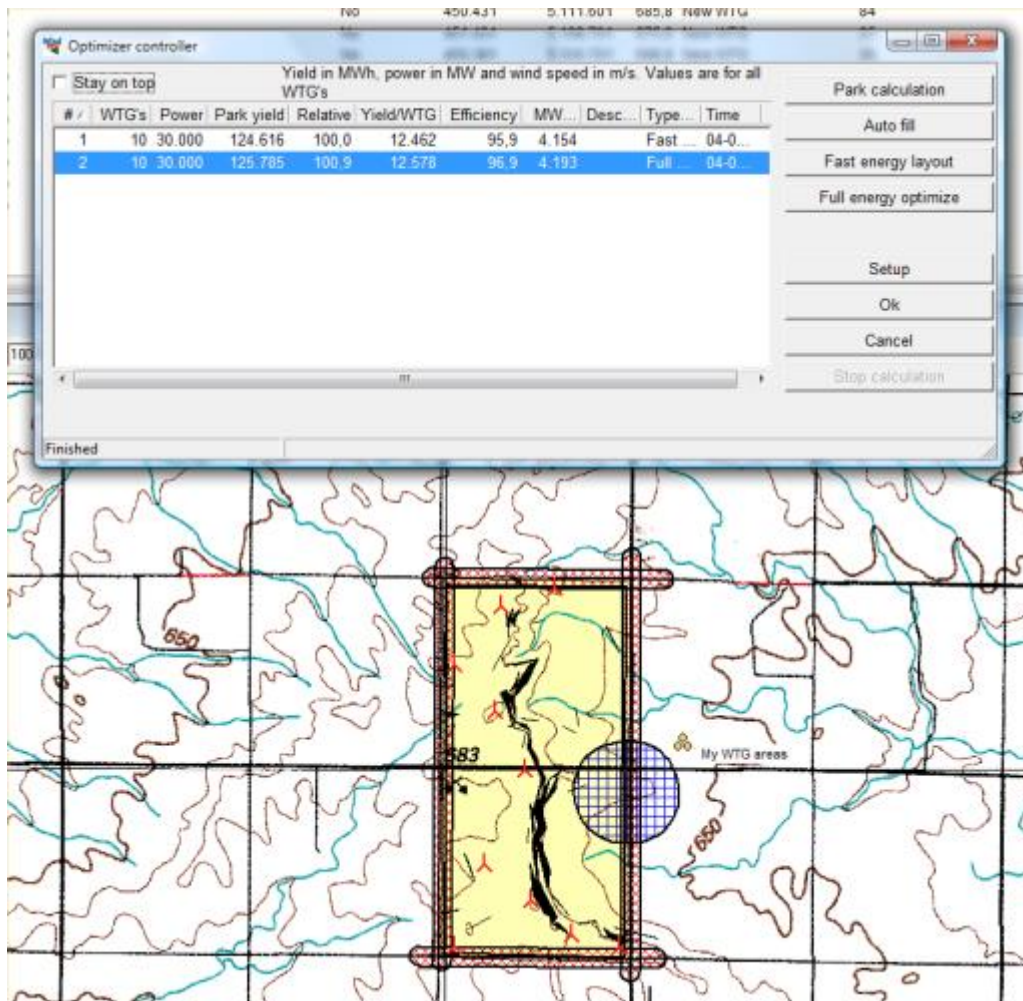 No 450.431 5.111.601 685,8 New WTG 84
Optimizer controller
Stay on top
Yield in MWh, power in MW and wind speed in m/s. Values are for all WTG's
Park calculation
# WTG's Power Park yield Relative Yield/WTG Efficiency MW... Desc... Type... Time
1 10 30.000 124.616 100,0 12.462 95,9 4.154 Fast ... 04-0...
2 10 30.000 125.785 100,9 12.578 96,9 4.193 Full ... 04-0...
Auto fill
Fast energy layout
Full energy optimize
Setup
Ok
Cancel
Stop calculation
100
Finished
650
683
My WTG areas
650